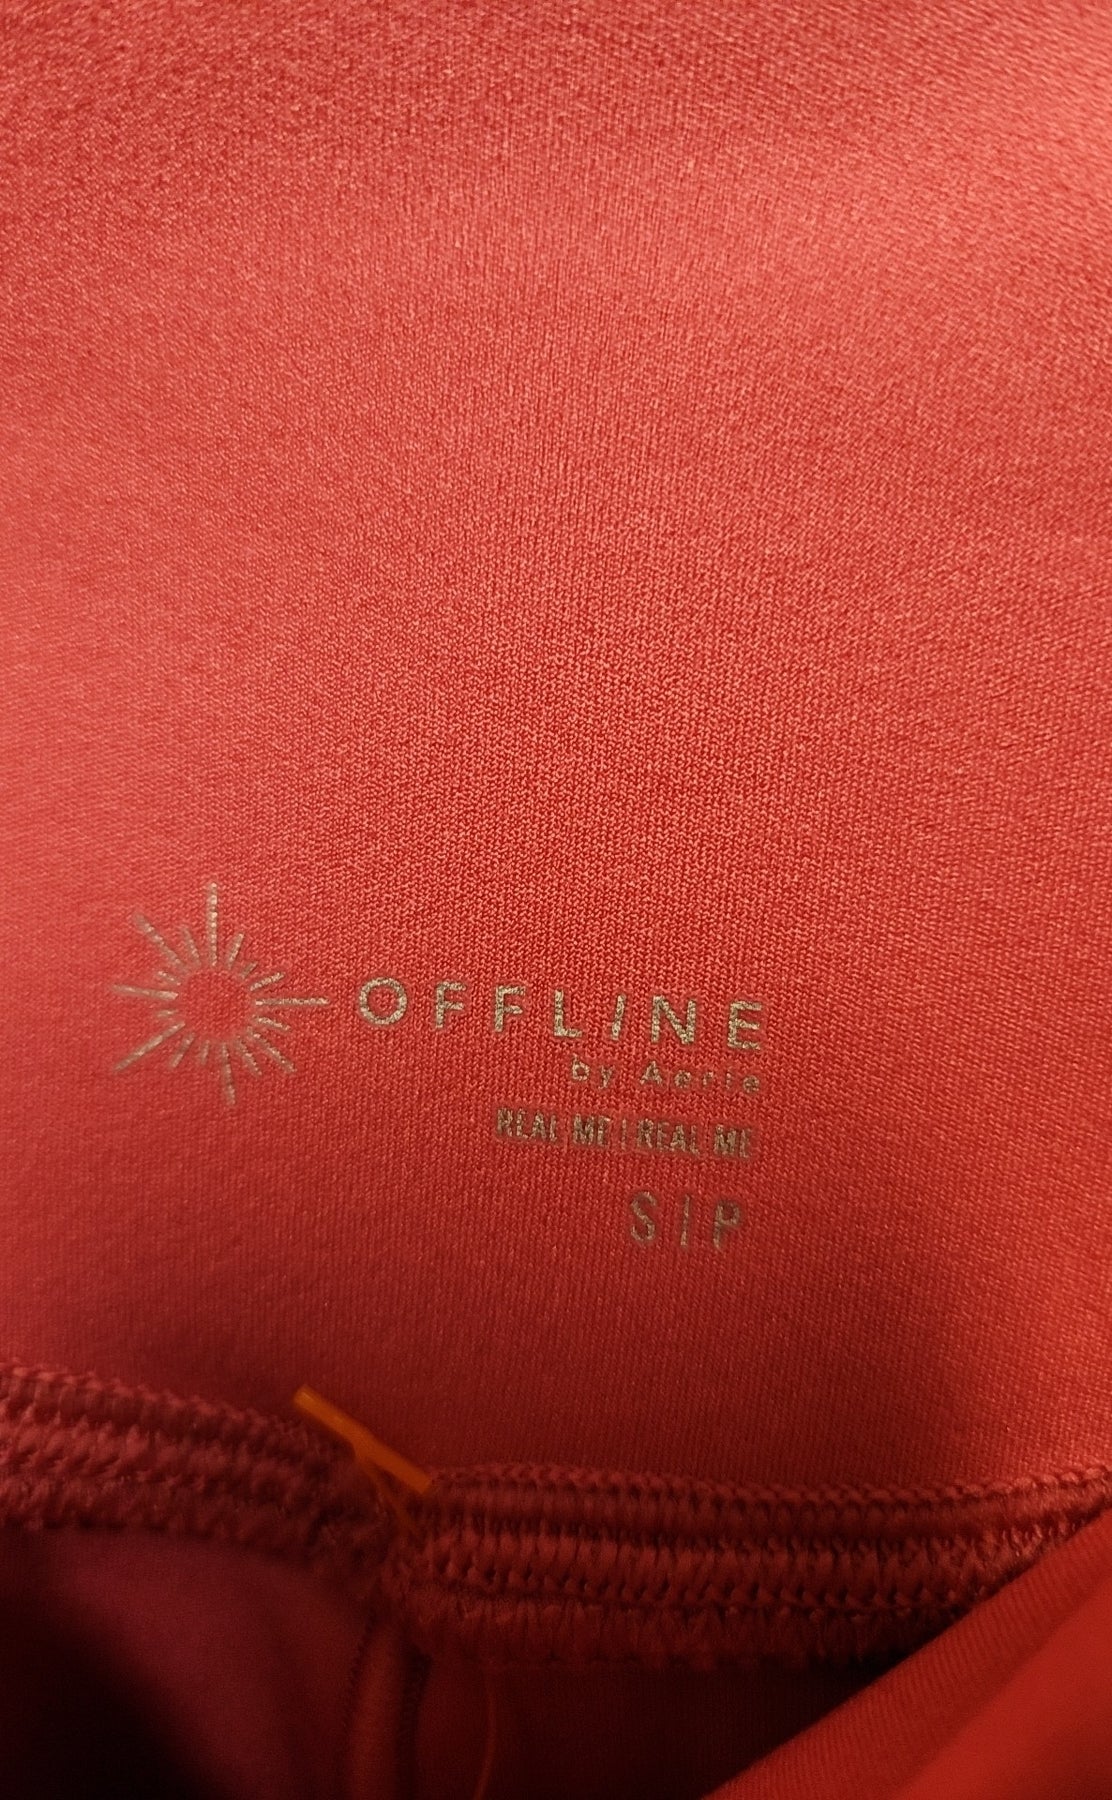 OFFLINE
by Aerie
REAL ME | REAL ME
S | P